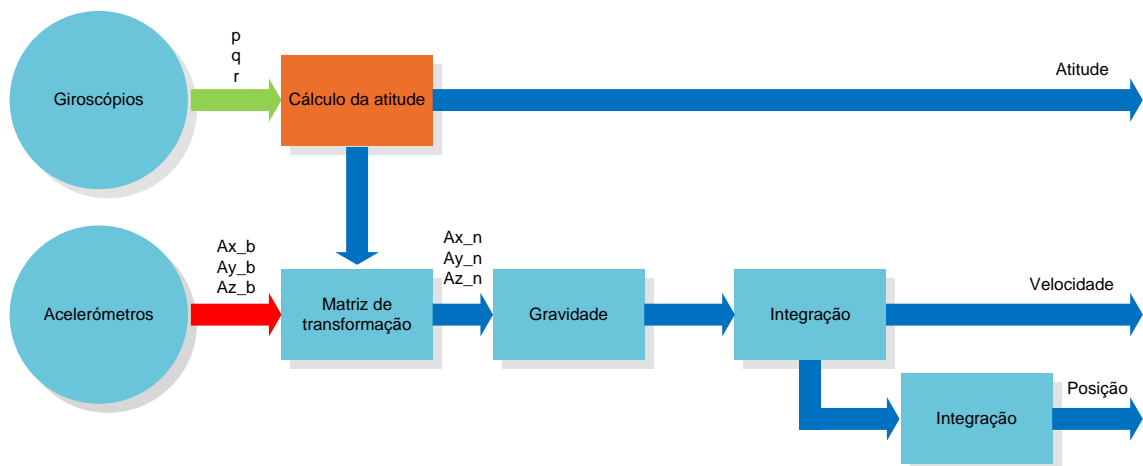 p
q
r
Giroscópios
Cálculo da atitude
Atitude
Ax_b
Ay_b
Az_b
Acelerómetros
Matriz de
transformação
Ax_n
Ay_n
Az_n
Gravidade
Integração
Velocidade
Integração
Posição